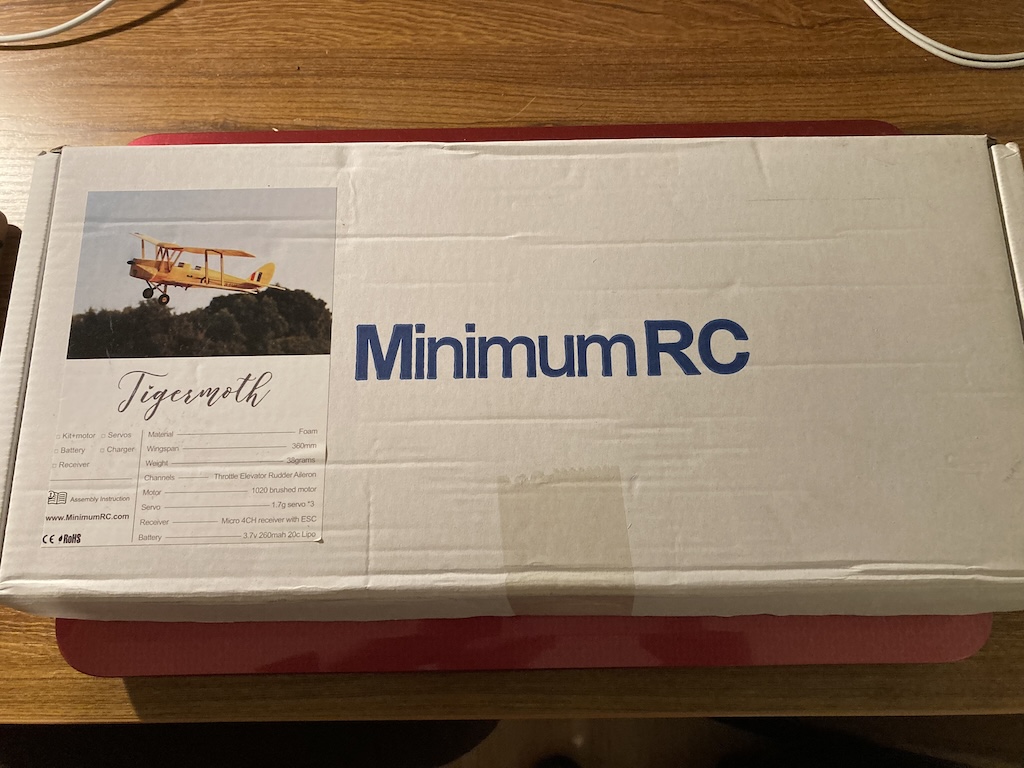 MinimumRC
Tigermoth
Kit+motor Servos
Battery Charger
Receiver
Assembly Instruction
www.MinimumRC.com
CE RoHS
Material Foam
Wingspan 360mm
Weight 38grams
Channels Throttle Elevator Rudder Aileron
Motor 1020 brushed motor
Servo 1.7g servo *3
Receiver Micro 4CH receiver with ESC
Battery 3.7v 260mah 20c Lipo